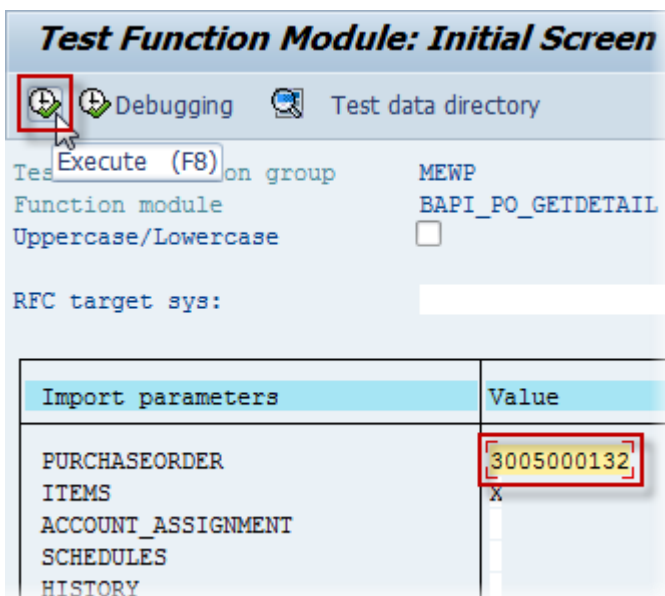 Test Function Module: Initial Screen
Debugging Test data directory
Execute (F8)
Tes on group MEWP
Function module BAPI_PO_GETDETAIL
Uppercase/Lowercase
RFC target sys:
Import parameters Value
PURCHASEORDER 3005000132
ITEMS X
ACCOUNT_ASSIGNMENT
SCHEDULES
HISTORY